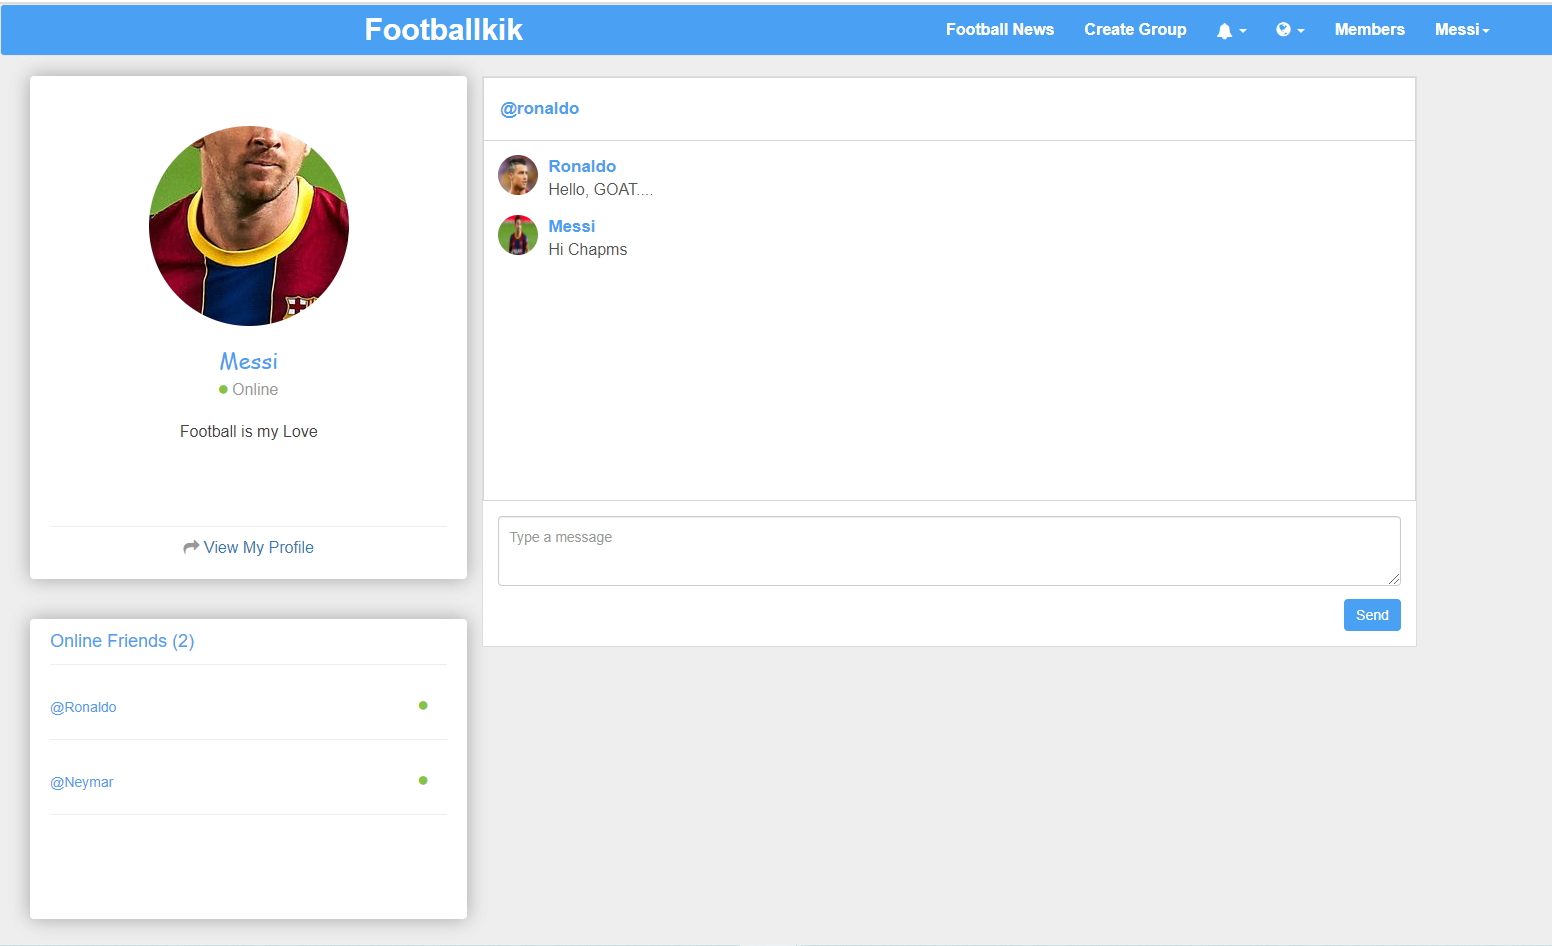 Footballkik
Football News
Create Group
Members
Messi
Messi
Online
Football is my Love
View My Profile
Online Friends (2)
@Ronaldo
@Neymar
@ronaldo
Ronaldo
Hello, GOAT....
Messi
Hi Chapms
Type a message
Send